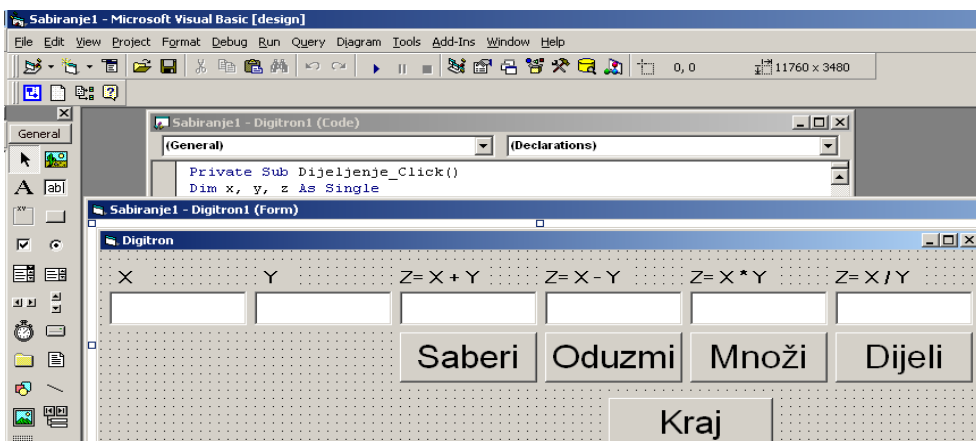 Sabiranje1 - Microsoft Visual Basic [design]
File Edit View Project Format Debug Run Query Diagram Tools Add-Ins Window Help
0, 0 11760 x 3480
General
Sabiranje1 - Digitron1 (Code)
(General) (Declarations)
Private Sub Dijeljenje_Click()
Dim x, y, z As Single
A ab
xv
Sabiranje1 - Digitron1 (Form)
Digitron
X Y Z= X + Y Z= X - Y Z= X * Y Z= X / Y
Saberi Oduzmi Množi Dijeli
Kraj